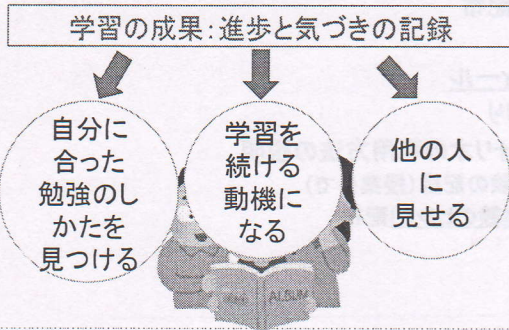 学習の成果:進歩と気づきの記録
自分に
合った
勉強のし
かたを
見つける
学習を
続ける
動機に
なる
他の人
に
見せる
ALBUM